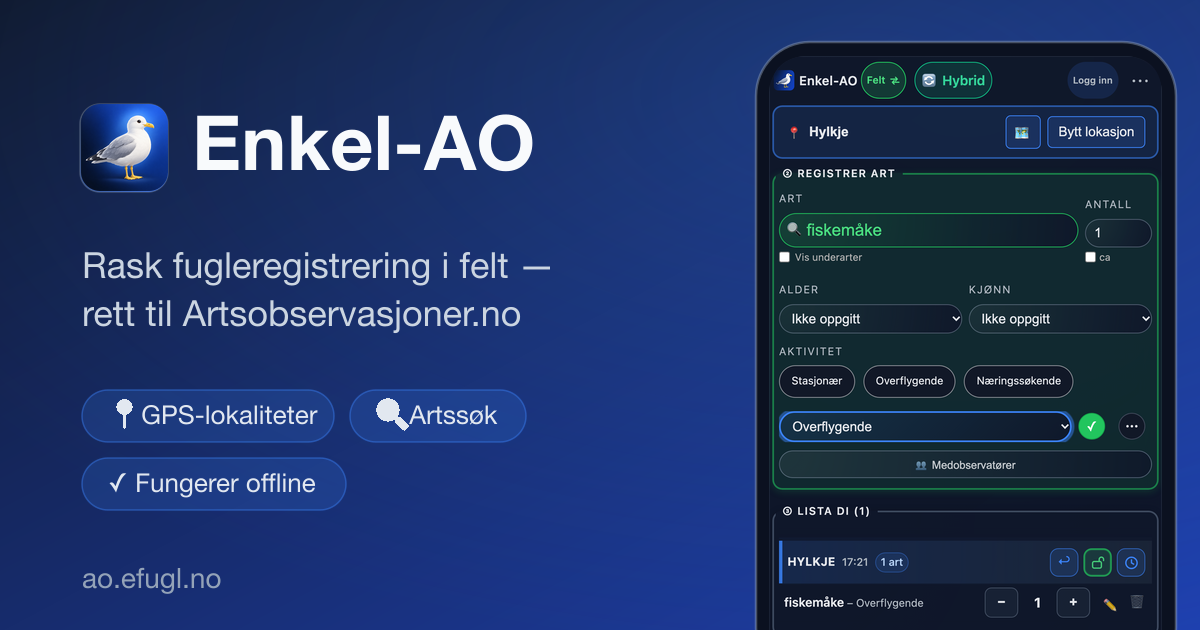 Enkel-AO
Rask fugleregistrering i felt —
rett til Artsobservasjoner.no
GPS-lokaliteter
Artssøk
✓ Fungerer offline
ao.efugl.no
Enkel-AO
Felt ⇄
Hybrid
Logg inn
⋯
Hylkje
Bytt lokasjon
② REGISTRER ART
ART
ANTALL
fiskemåke
1
Vis underarter
ca
ALDER
KJØNN
Ikke oppgitt
Ikke oppgitt
AKTIVITET
Stasjonær
Overflygende
Næringssøkende
Overflygende
✓
⋯
Medobservatører
③ LISTA DI (1)
HYLKJE 17:21 1 art
fiskemåke – Overflygende
− 1 +